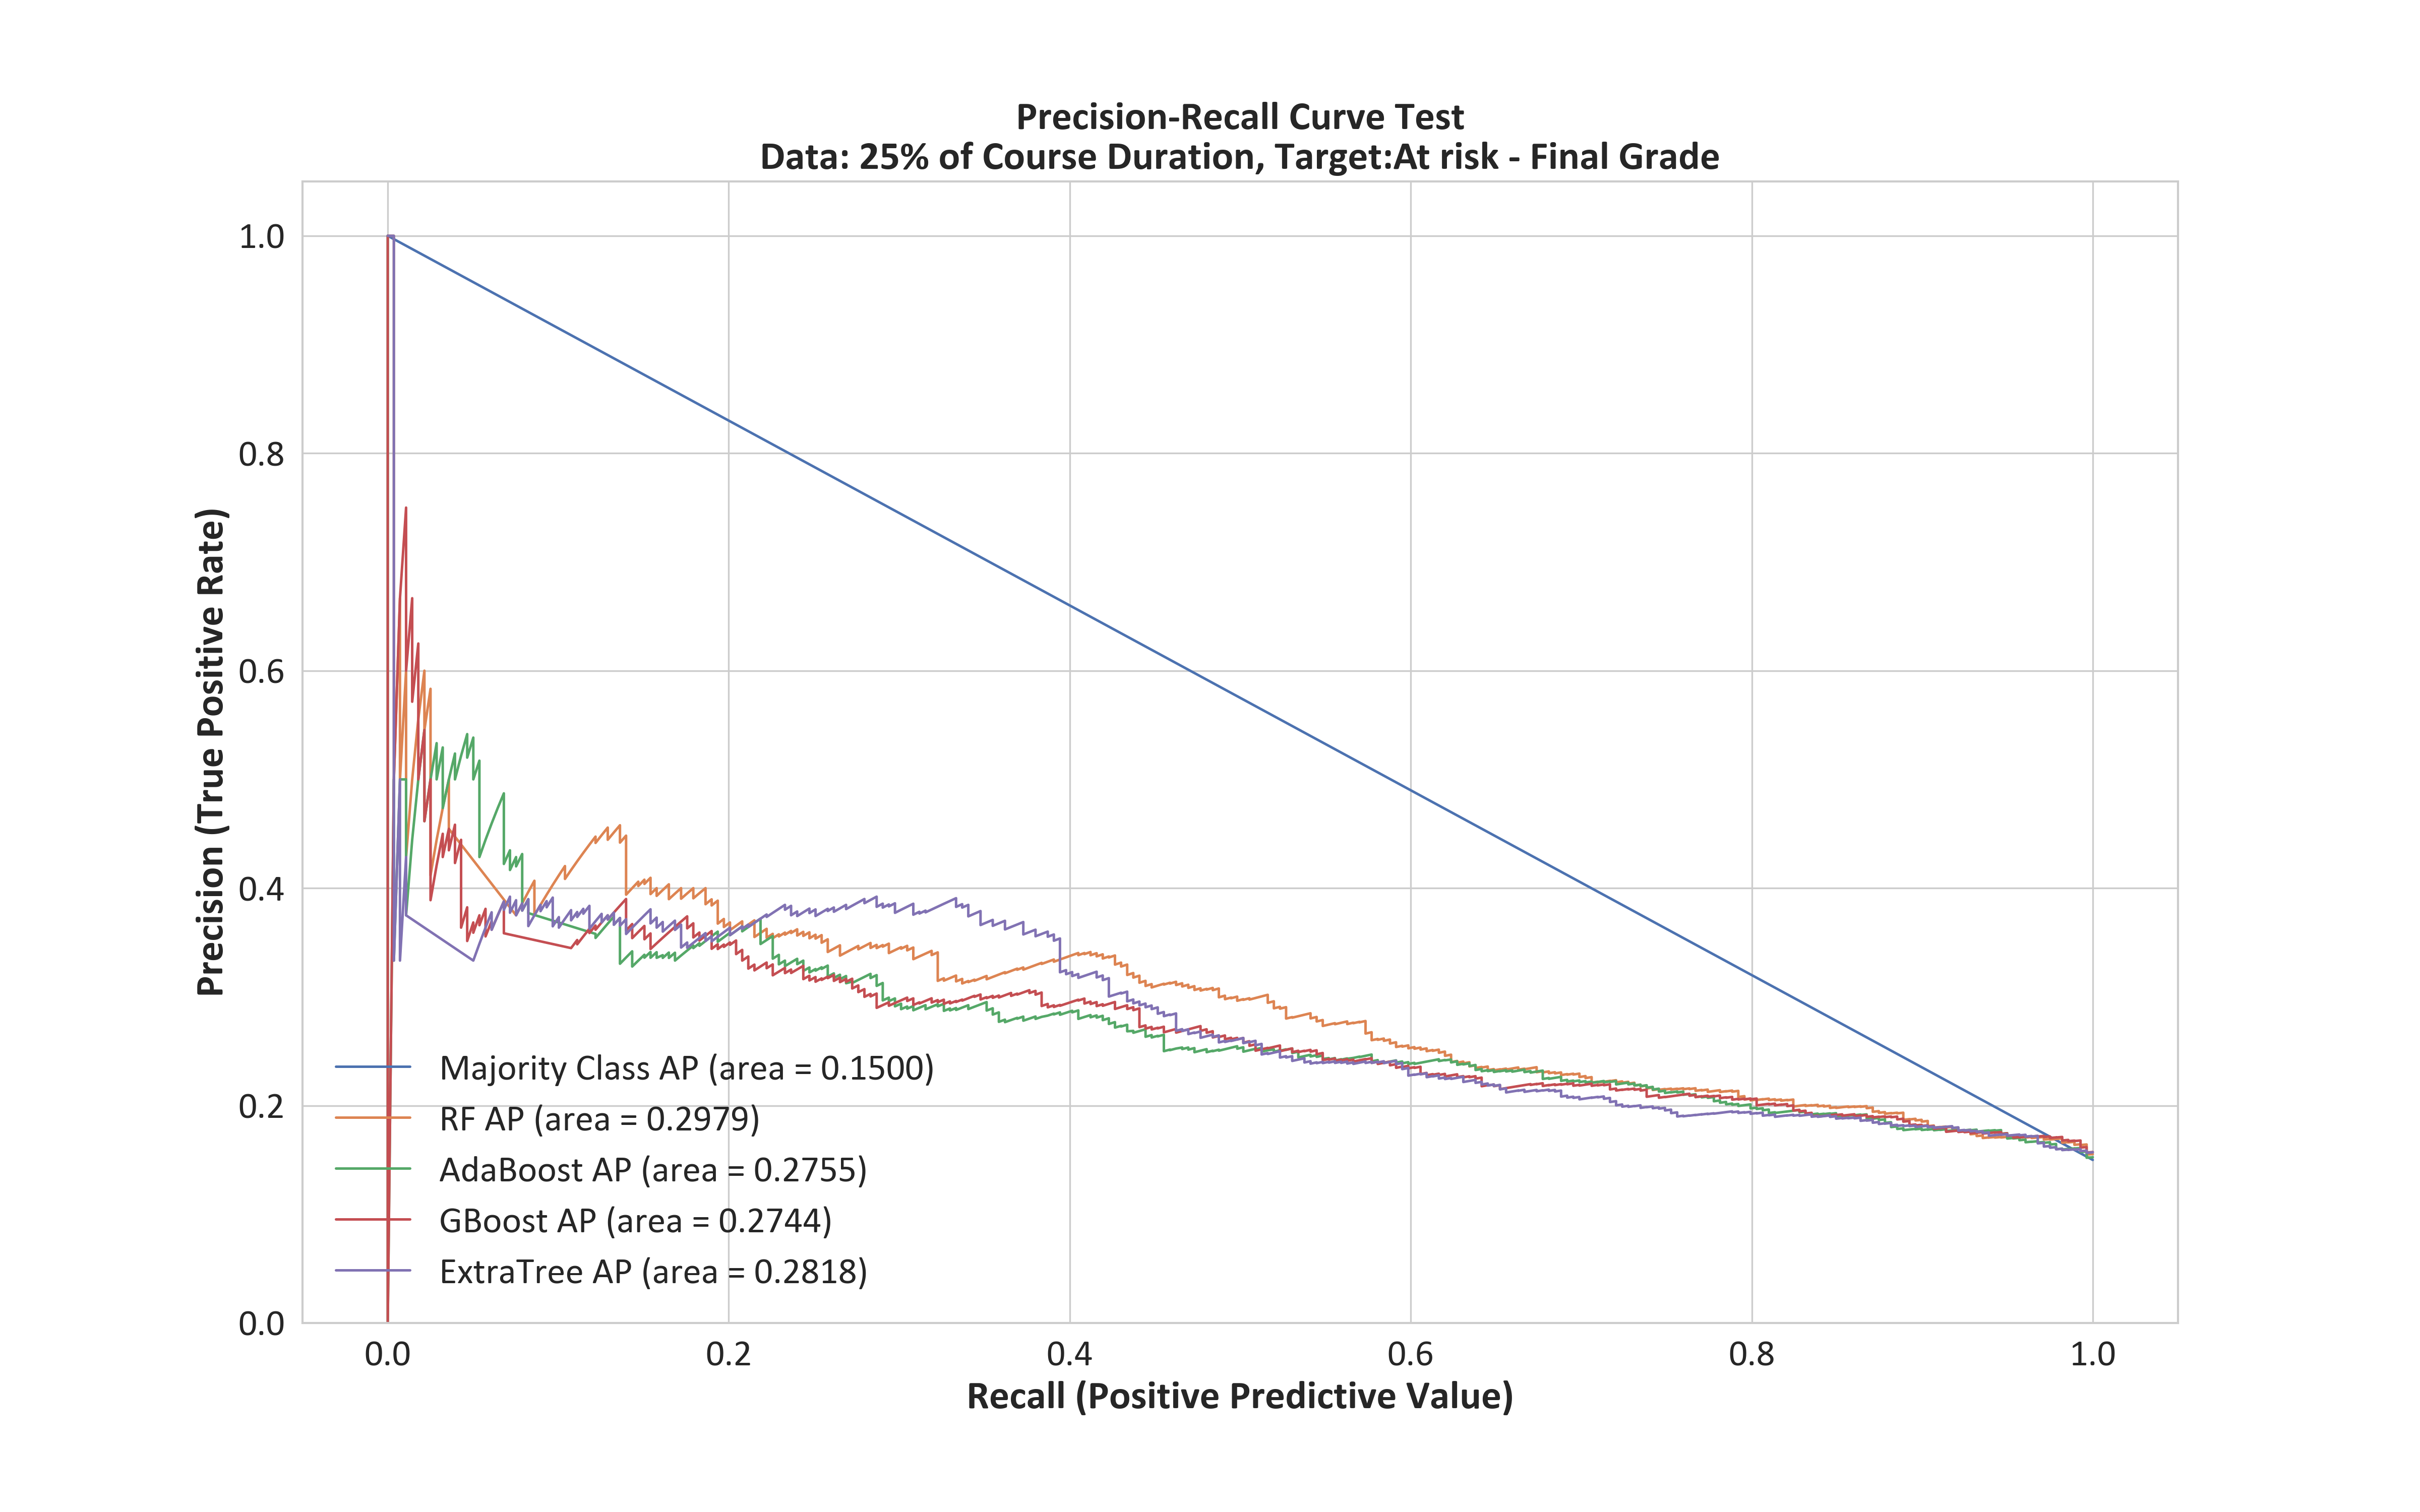 Precision-Recall Curve Test
Data: 25% of Course Duration, Target:At risk - Final Grade
Precision (True Positive Rate)
1.0
0.8
0.6
0.4
0.2
0.0
Majority Class AP (area = 0.1500)
RF AP (area = 0.2979)
AdaBoost AP (area = 0.2755)
GBoost AP (area = 0.2744)
ExtraTree AP (area = 0.2818)
0.0 0.2 0.4 0.6 0.8 1.0
Recall (Positive Predictive Value)